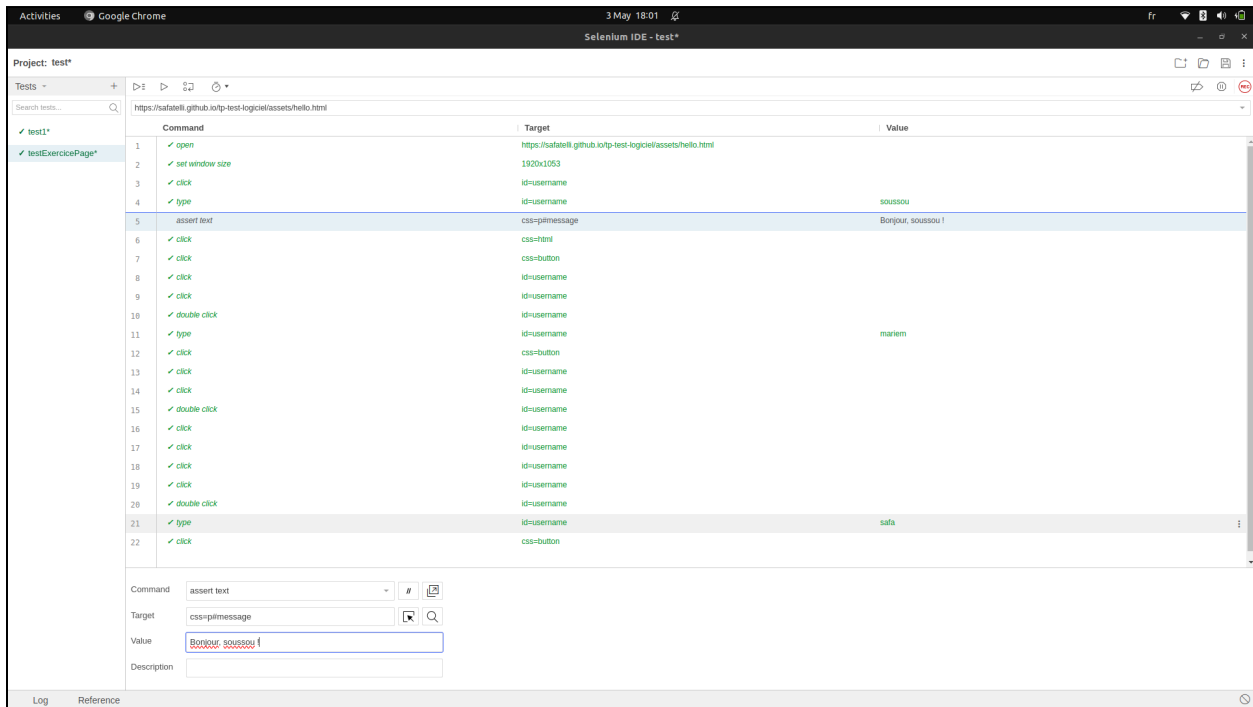 Activities Google Chrome 3 May 18:01 fr
Selenium IDE - test*
Project: test*
Tests
Search tests...
✓ test1*
✓ testExercicePage*
REC
https://safatelli.github.io/tp-test-logiciel/assets/hello.html
Command Target Value
1 ✓ open https://safatelli.github.io/tp-test-logiciel/assets/hello.html
2 ✓ set window size 1920x1053
3 ✓ click id=username
4 ✓ type id=username soussou
5 assert text css=p#message Bonjour, soussou !
6 ✓ click css=html
7 ✓ click css=button
8 ✓ click id=username
9 ✓ click id=username
10 ✓ double click id=username
11 ✓ type id=username mariem
12 ✓ click css=button
13 ✓ click id=username
14 ✓ click id=username
15 ✓ double click id=username
16 ✓ click id=username
17 ✓ click id=username
18 ✓ click id=username
19 ✓ click id=username
20 ✓ double click id=username
21 ✓ type id=username safa
22 ✓ click css=button
Command assert text //
Target css=p#message
Value Bonjour, soussou !
Description
Log Reference